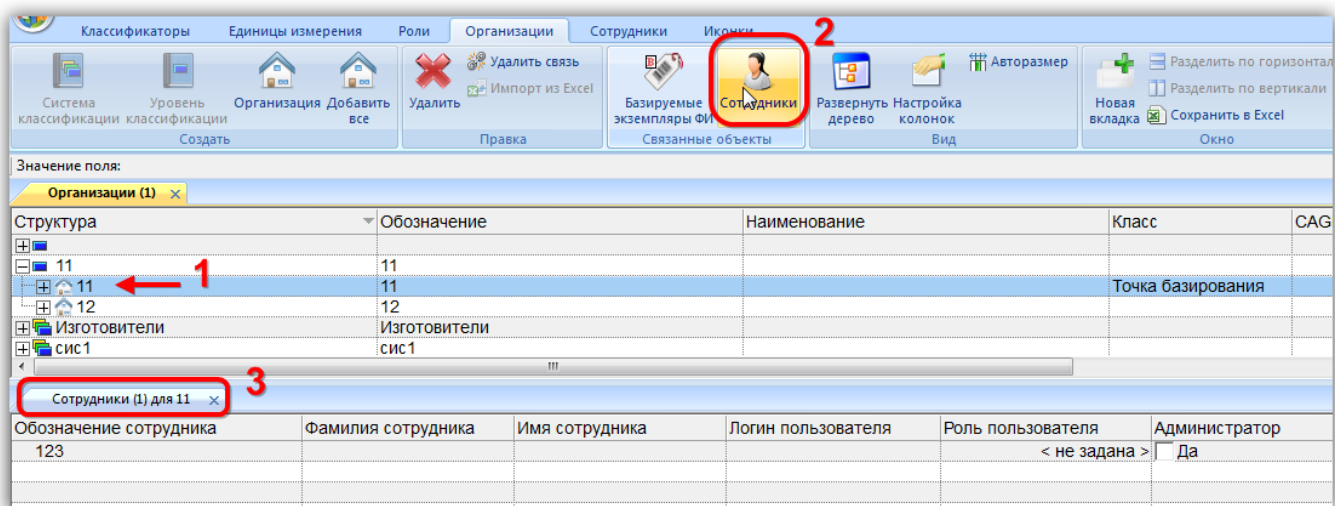 Классификаторы Единицы измерения Роли Организации Сотрудники Иконки
2
Система классификации
Уровень классификации
Организация
Добавить все
Создать
Удалить
Удалить связь
Импорт из Excel
Правка
Базируемые экземпляры ФИ
Сотрудники
Связанные объекты
Развернуть дерево
Настройка колонок
Авторазмер
Вид
Новая вкладка
Разделить по горизонтал
Разделить по вертикали
Сохранить в Excel
Окно
Значение поля:
Организации (1)
Структура Обозначение Наименование Класс CAG
11 11
11 1 11 Точка базирования
12 12
Изготовители Изготовители
сис1 сис1
3
Сотрудники (1) для 11
Обозначение сотрудника Фамилия сотрудника Имя сотрудника Логин пользователя Роль пользователя Администратор
123 < не задана > Да